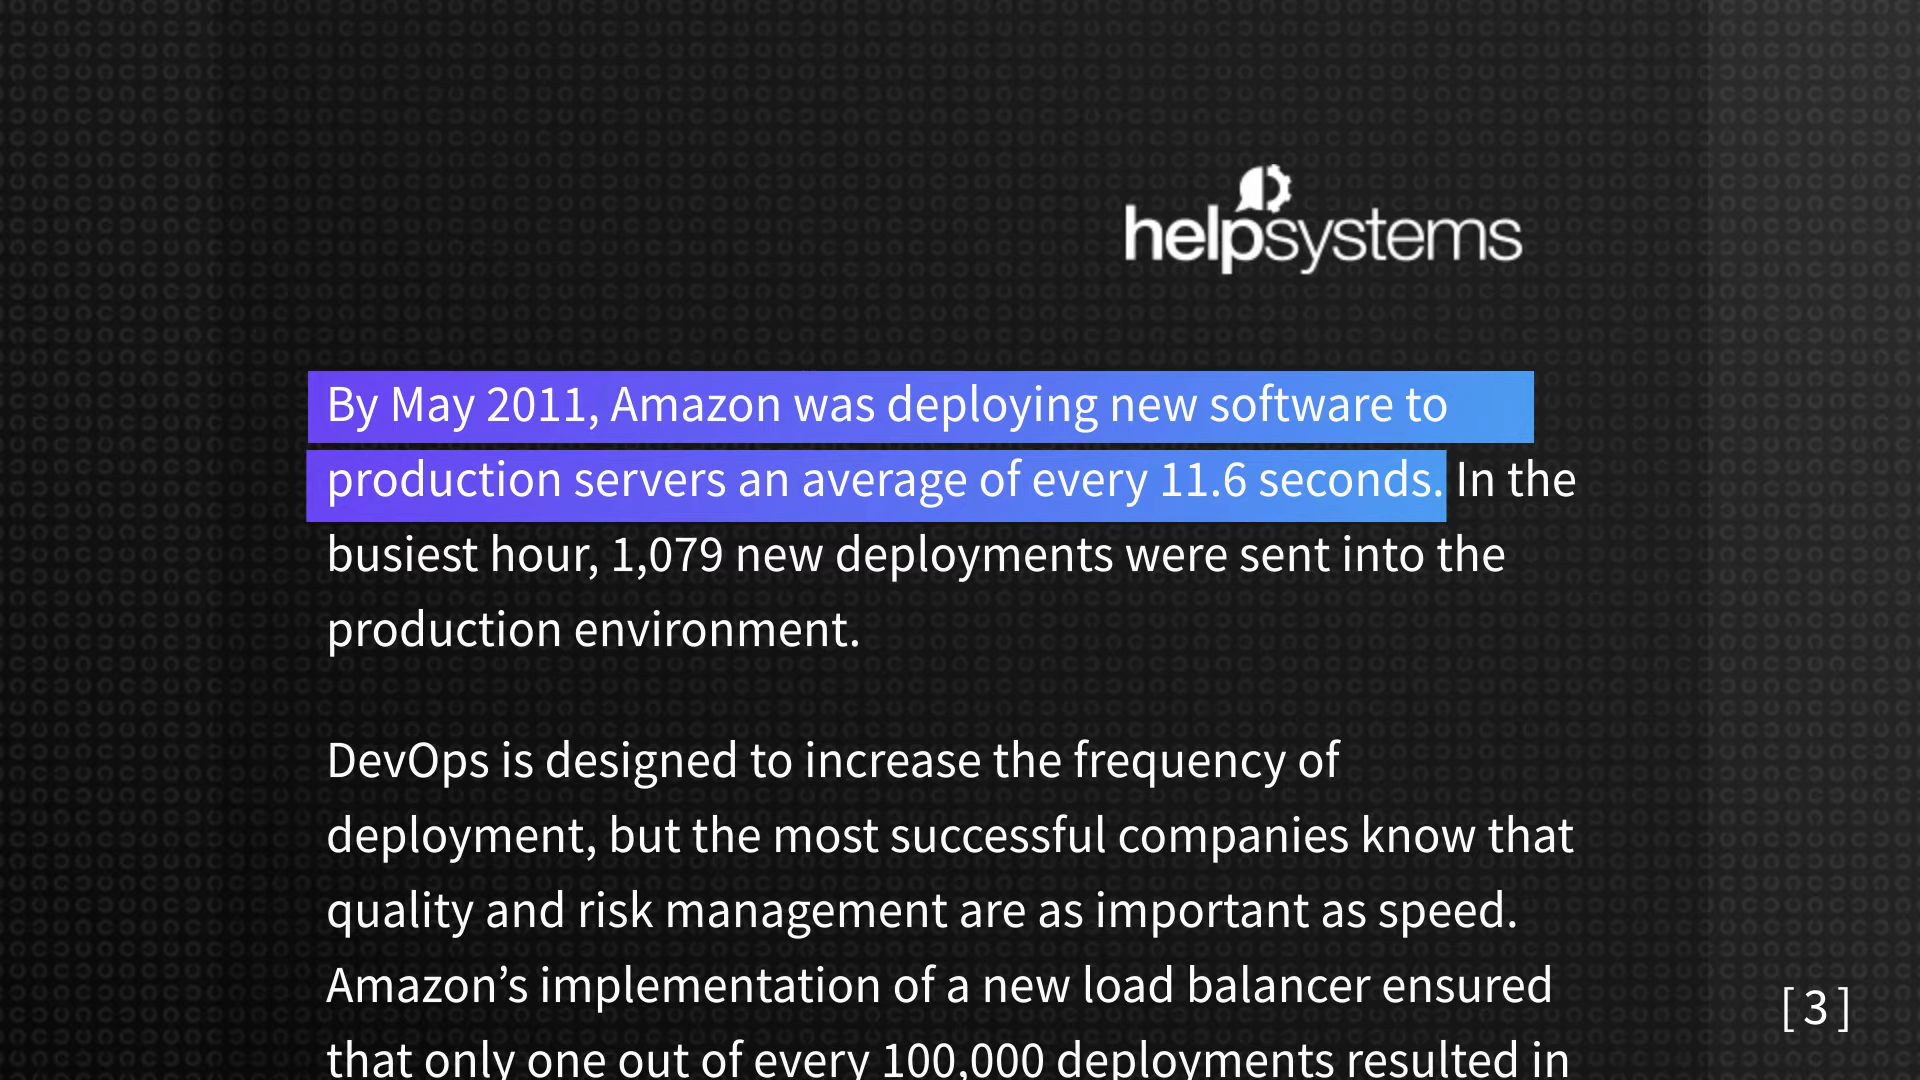 helpsystems
By May 2011, Amazon was deploying new software to
production servers an average of every 11.6 seconds. In the
busiest hour, 1,079 new deployments were sent into the
production environment.
DevOps is designed to increase the frequency of
deployment, but the most successful companies know that
quality and risk management are as important as speed.
Amazon’s implementation of a new load balancer ensured
that only one out of every 100,000 deployments resulted in
[ 3 ]